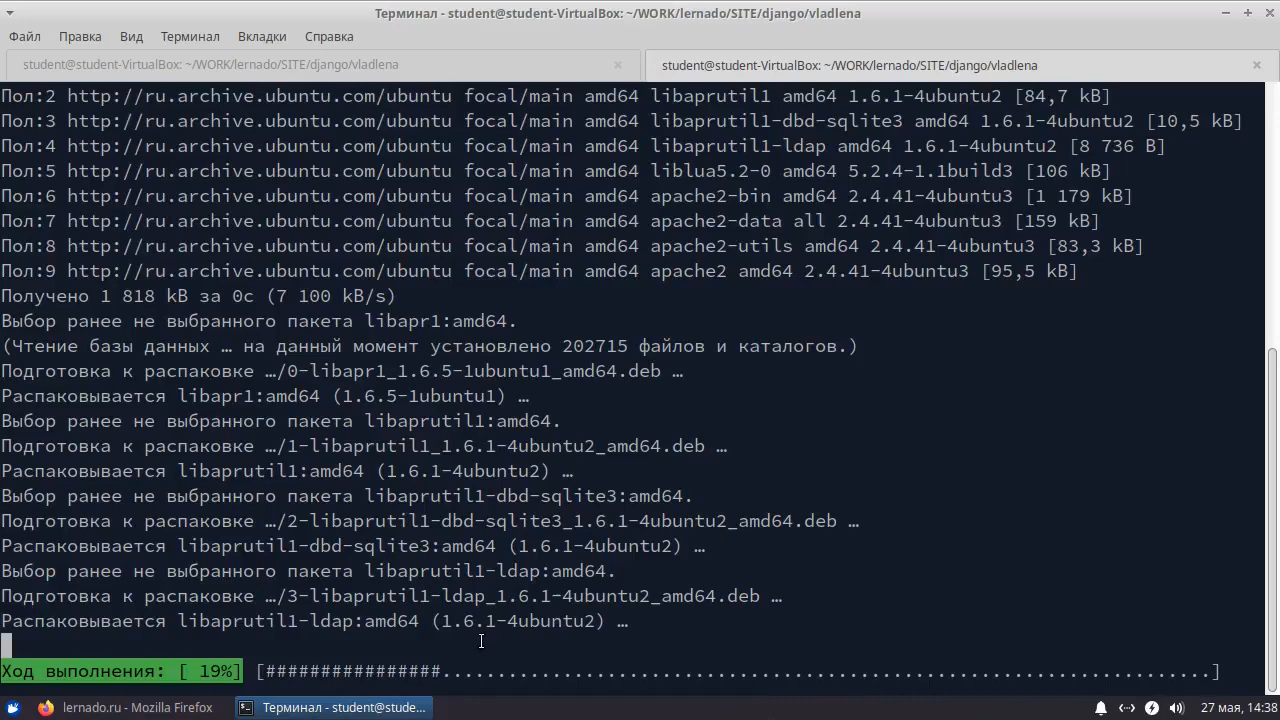 Терминал - student@student-VirtualBox: ~/WORK/lernado/SITE/django/vladlena
Файл Правка Вид Терминал Вкладки Справка
student@student-VirtualBox: ~/WORK/lernado/SITE/django/vladlena
student@student-VirtualBox: ~/WORK/lernado/SITE/django/vladlena
Пол:2 http://ru.archive.ubuntu.com/ubuntu focal/main amd64 libaprutil1 amd64 1.6.1-4ubuntu2 [84,7 kB]
Пол:3 http://ru.archive.ubuntu.com/ubuntu focal/main amd64 libaprutil1-dbd-sqlite3 amd64 1.6.1-4ubuntu2 [10,5 kB]
Пол:4 http://ru.archive.ubuntu.com/ubuntu focal/main amd64 libaprutil1-ldap amd64 1.6.1-4ubuntu2 [8 736 B]
Пол:5 http://ru.archive.ubuntu.com/ubuntu focal/main amd64 liblua5.2-0 amd64 5.2.4-1.1build3 [106 kB]
Пол:6 http://ru.archive.ubuntu.com/ubuntu focal/main amd64 apache2-bin amd64 2.4.41-4ubuntu3 [1 179 kB]
Пол:7 http://ru.archive.ubuntu.com/ubuntu focal/main amd64 apache2-data all 2.4.41-4ubuntu3 [159 kB]
Пол:8 http://ru.archive.ubuntu.com/ubuntu focal/main amd64 apache2-utils amd64 2.4.41-4ubuntu3 [83,3 kB]
Пол:9 http://ru.archive.ubuntu.com/ubuntu focal/main amd64 apache2 amd64 2.4.41-4ubuntu3 [95,5 kB]
Получено 1 818 kB за 0с (7 100 kB/s)
Выбор ранее не выбранного пакета libapr1:amd64.
(Чтение базы данных … на данный момент установлено 202715 файлов и каталогов.)
Подготовка к распаковке …/0-libapr1_1.6.5-1ubuntu1_amd64.deb …
Распаковывается libapr1:amd64 (1.6.5-1ubuntu1) …
Выбор ранее не выбранного пакета libaprutil1:amd64.
Подготовка к распаковке …/1-libaprutil1_1.6.1-4ubuntu2_amd64.deb …
Распаковывается libaprutil1:amd64 (1.6.1-4ubuntu2) …
Выбор ранее не выбранного пакета libaprutil1-dbd-sqlite3:amd64.
Подготовка к распаковке …/2-libaprutil1-dbd-sqlite3_1.6.1-4ubuntu2_amd64.deb …
Распаковывается libaprutil1-dbd-sqlite3:amd64 (1.6.1-4ubuntu2) …
Выбор ранее не выбранного пакета libaprutil1-ldap:amd64.
Подготовка к распаковке …/3-libaprutil1-ldap_1.6.1-4ubuntu2_amd64.deb …
Распаковывается libaprutil1-ldap:amd64 (1.6.1-4ubuntu2) …
Ход выполнения: [ 19%] [################......................................................................]
lernado.ru - Mozilla Firefox Терминал - student@stude... 27 мая, 14:38